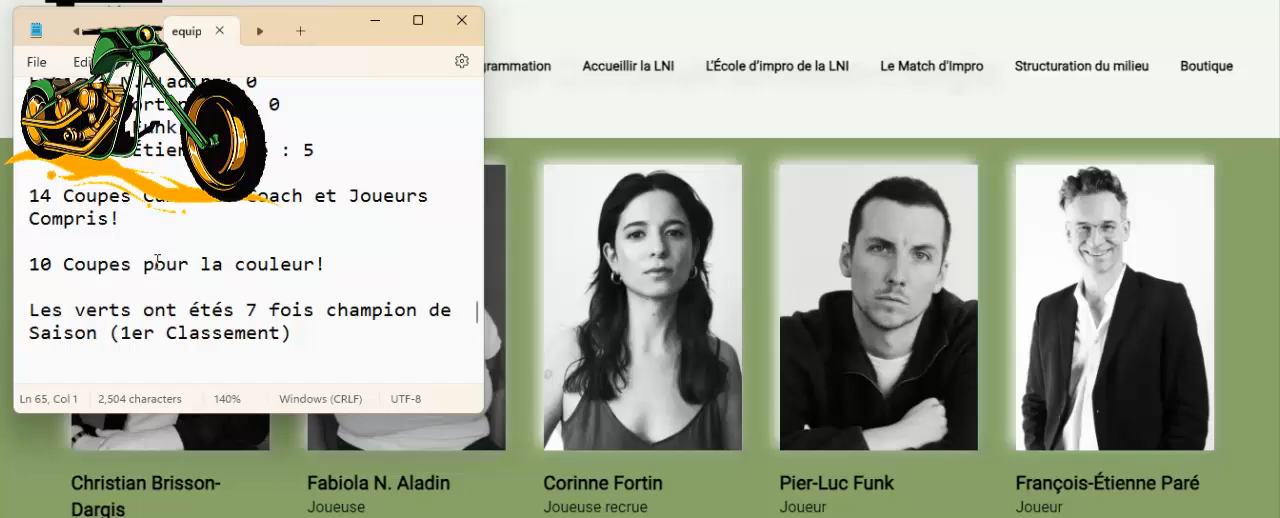 equip
File
grammation
Accueillir la LNI
L'École d'impro de la LNI
Le Match d'Impro
Structuration du milieu
Boutique
: 0
0
: 5
14 Coupes et Joueurs
Compris!
10 Coupes pour la couleur!
Les verts ont étés 7 fois champion de
Saison (1er Classement)
Ln 65, Col 1
2,504 characters
140%
Windows (CRLF)
UTF-8
Christian Brisson-
Dargis
Fabiola N. Aladin
Joueuse
Corinne Fortin
Joueuse recrue
Pier-Luc Funk
Joueur
François-Étienne Paré
Joueur